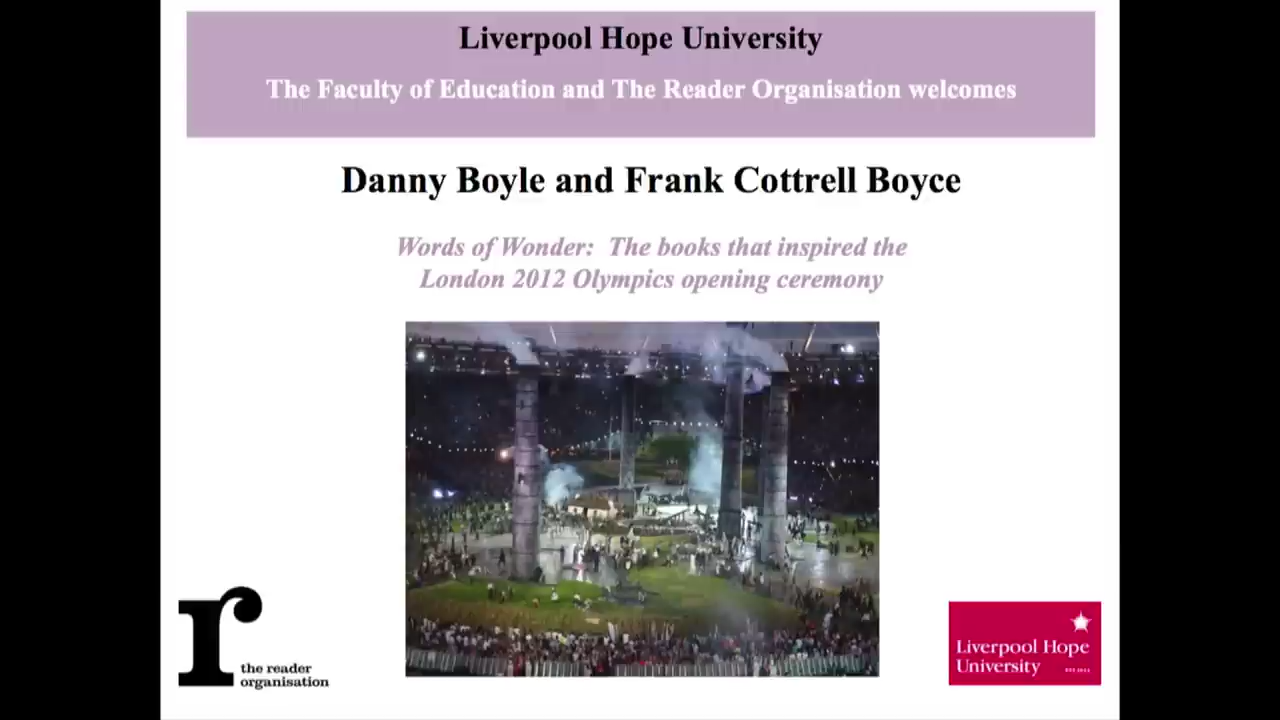 Liverpool Hope University
The Faculty of Education and The Reader Organisation welcomes
Danny Boyle and Frank Cottrell Boyce
Words of Wonder:  The books that inspired the
London 2012 Olympics opening ceremony
r
the reader
organisation
Liverpool Hope
University